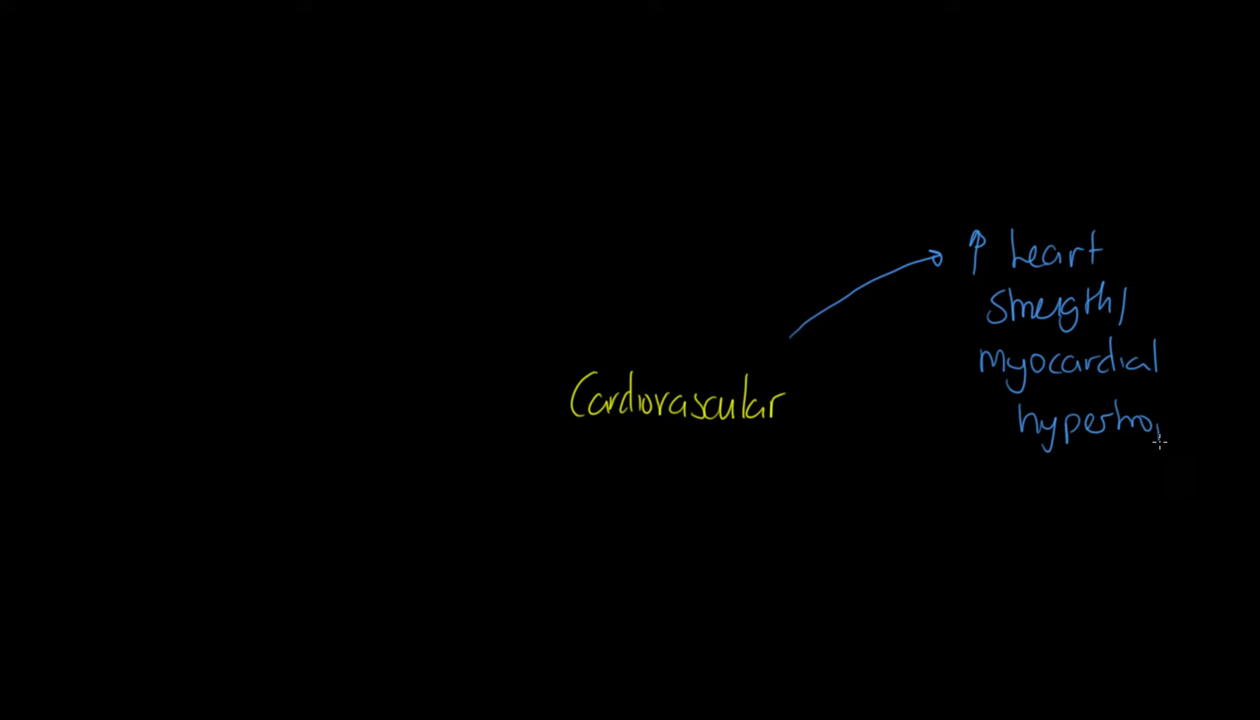 ↑ heart
strength/
myocardial
Cardiovascular
hypertro